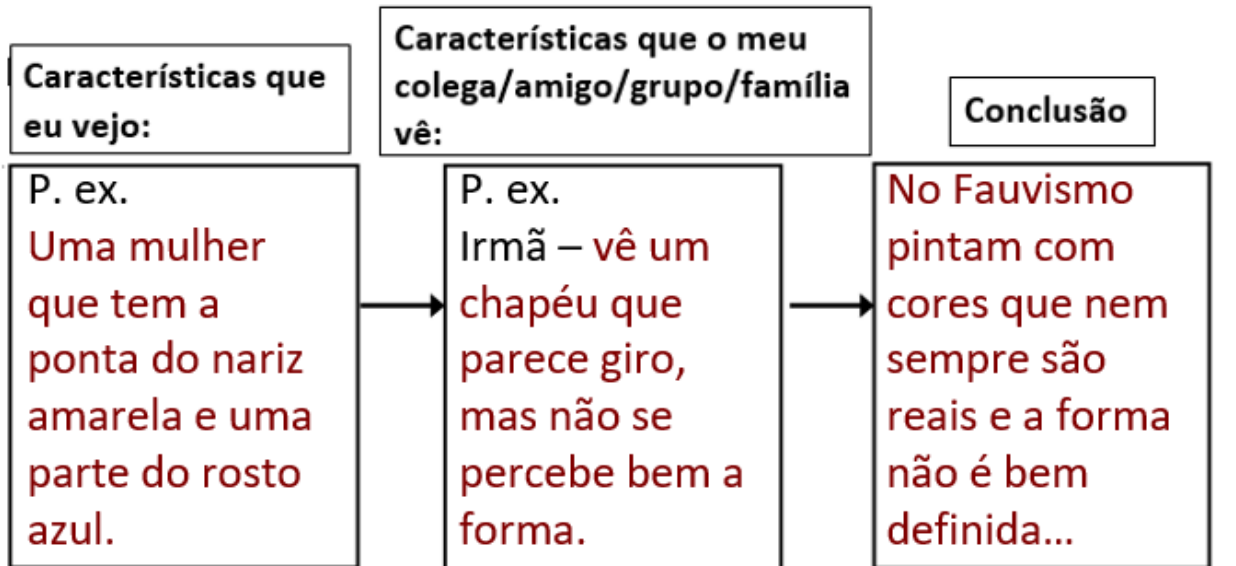 Características que
eu vejo:
Características que o meu
colega/amigo/grupo/família
vê:
Conclusão
P. ex.
Uma mulher
que tem a
ponta do nariz
amarela e uma
parte do rosto
azul.
P. ex.
Irmã – vê um
chapéu que
parece giro,
mas não se
percebe bem a
forma.
No Fauvismo
pintam com
cores que nem
sempre são
reais e a forma
não é bem
definida...